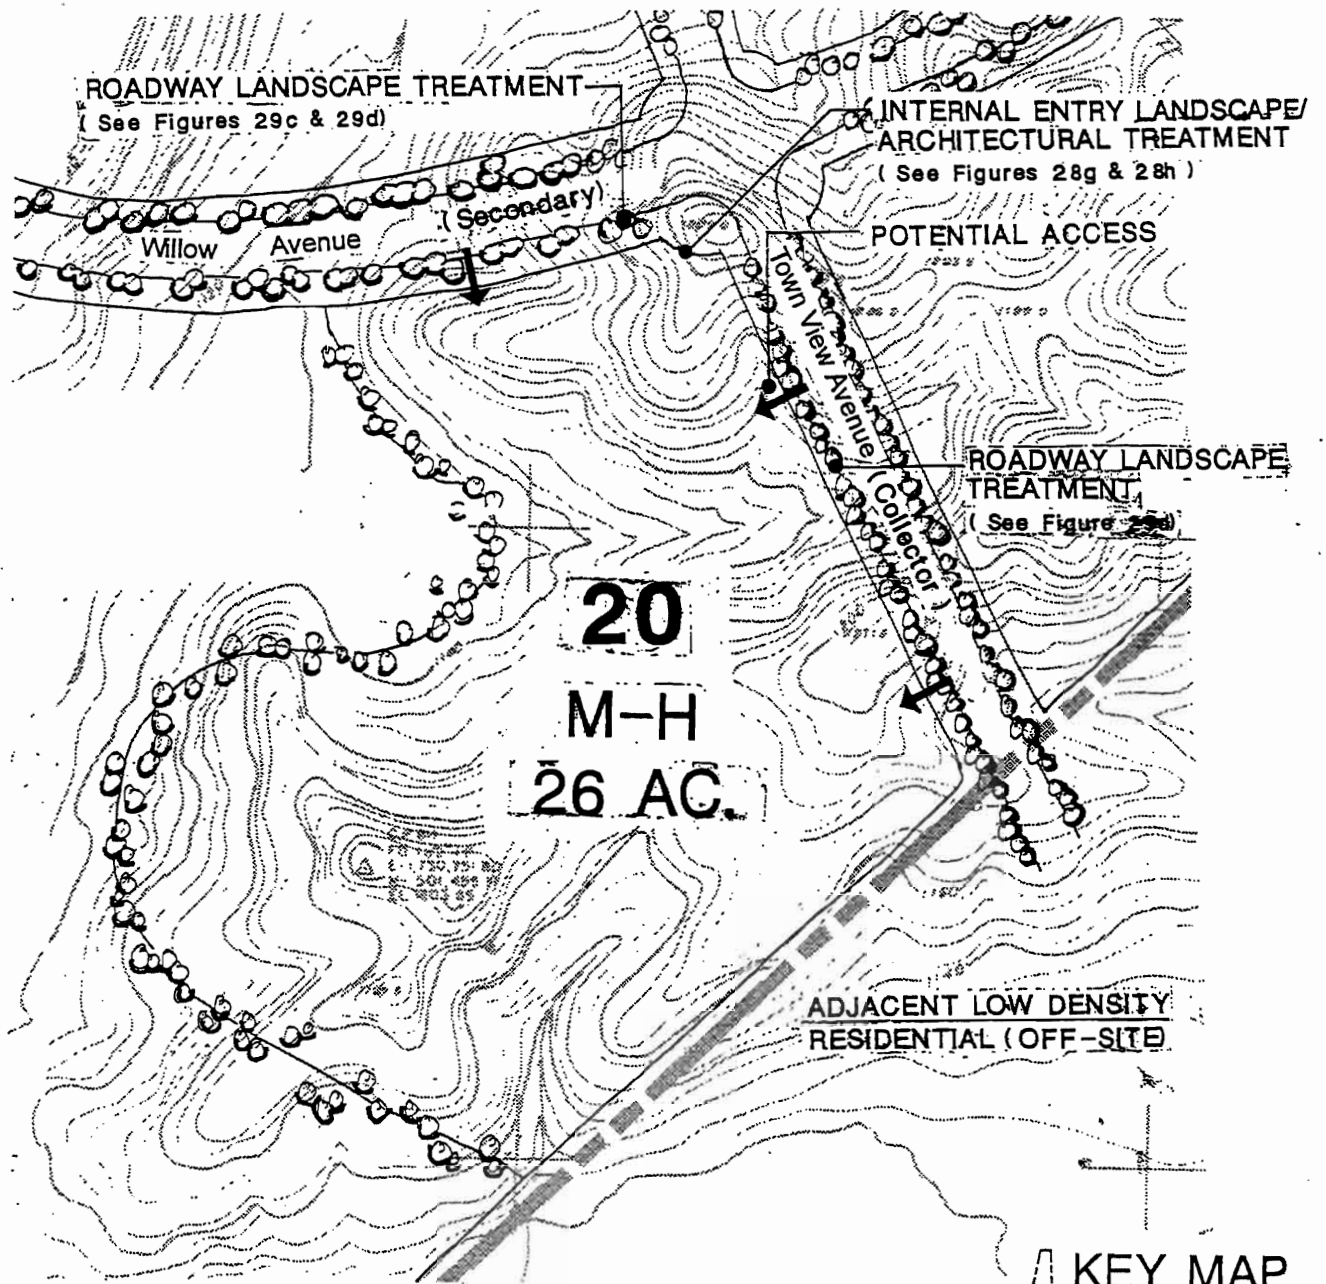 ROADWAY LANDSCAPE TREATMENT
( See Figures 29c & 29d)
INTERNAL ENTRY LANDSCAPE/
ARCHITECTURAL TREATMENT
( See Figures 28g & 28h )
(Secondary)
Willow Avenue
POTENTIAL ACCESS
Town View Avenue (Collector)
ROADWAY LANDSCAPE
TREATMENT
( See Figure
20
M-H
26 AC.
ADJACENT LOW DENSITY
RESIDENTIAL (OFF-SITE)
KEY MAP